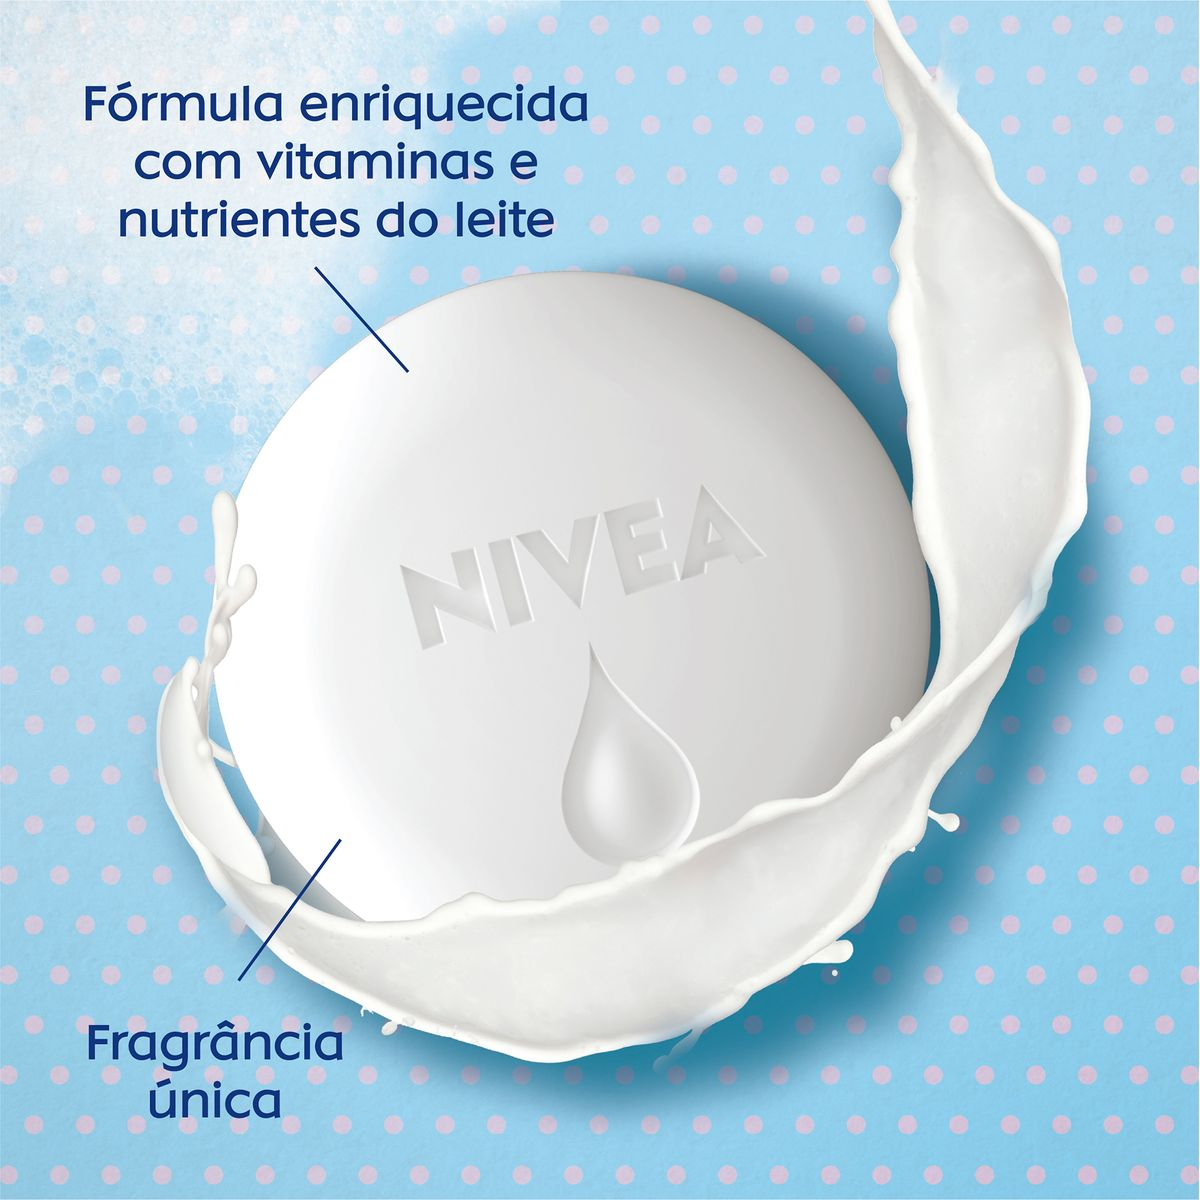 Fórmula enriquecida
com vitaminas e
nutrientes do leite
NIVEA
Fragrância
única